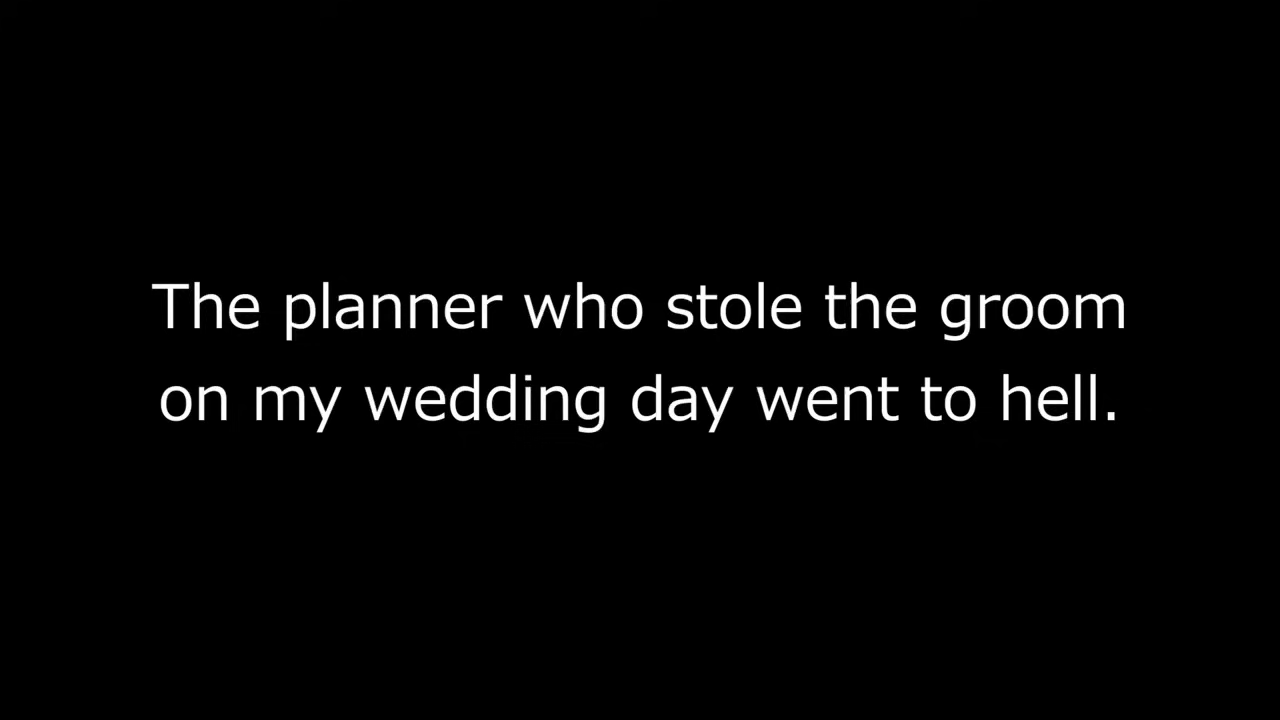 The planner who stole the groom
on my wedding day went to hell.